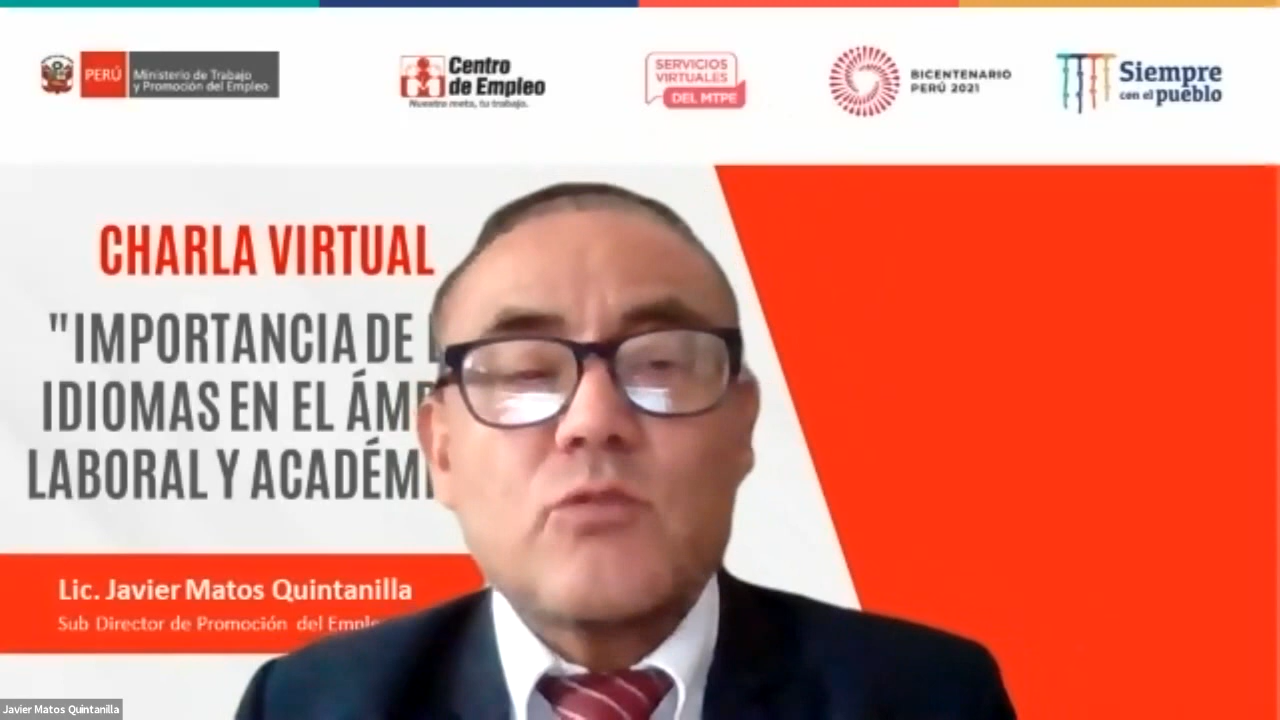 PERÚ
Ministerio de Trabajo
y Promoción del Empleo
Centro
de Empleo
Nuestra meta, tu trabajo.
SERVICIOS
VIRTUALES
DEL MTPE
BICENTENARIO
PERÚ 2021
Siempre
con el pueblo
CHARLA VIRTUAL
"IMPORTANCIA DE
IDIOMAS EN EL ÁM
LABORAL Y ACADÉM
Lic. Javier Matos Quintanilla
Sub Director de Promoción del Emple
Javier Matos Quintanilla